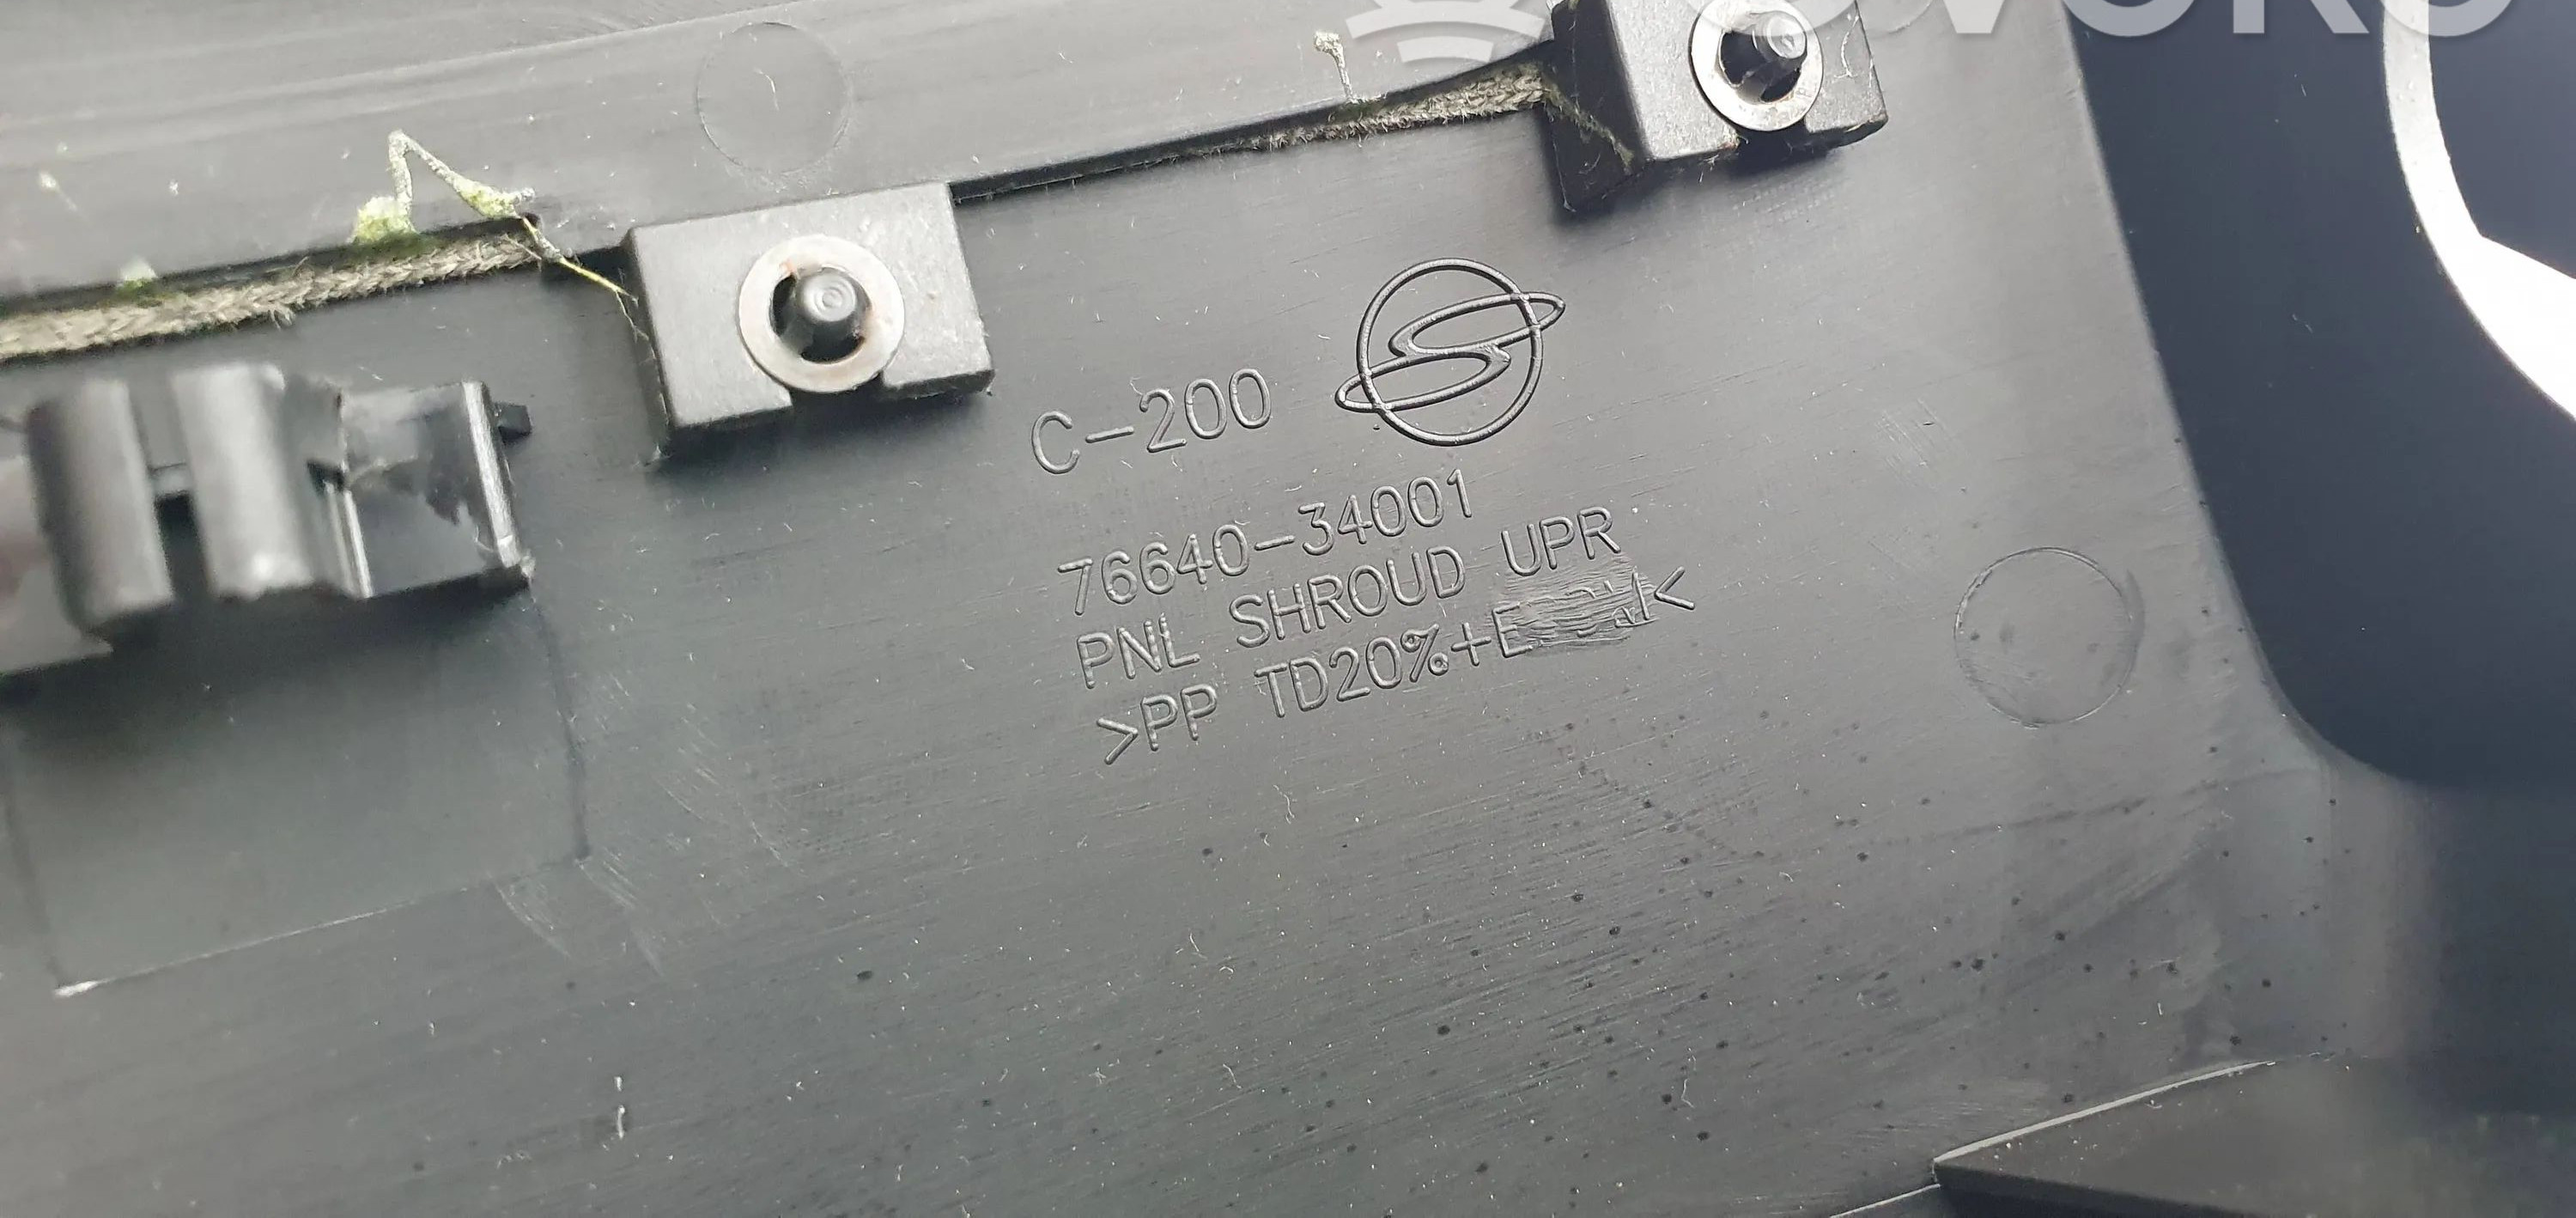 C-200
76640-34001
PNL SHROUD UPR
>PP TD20%